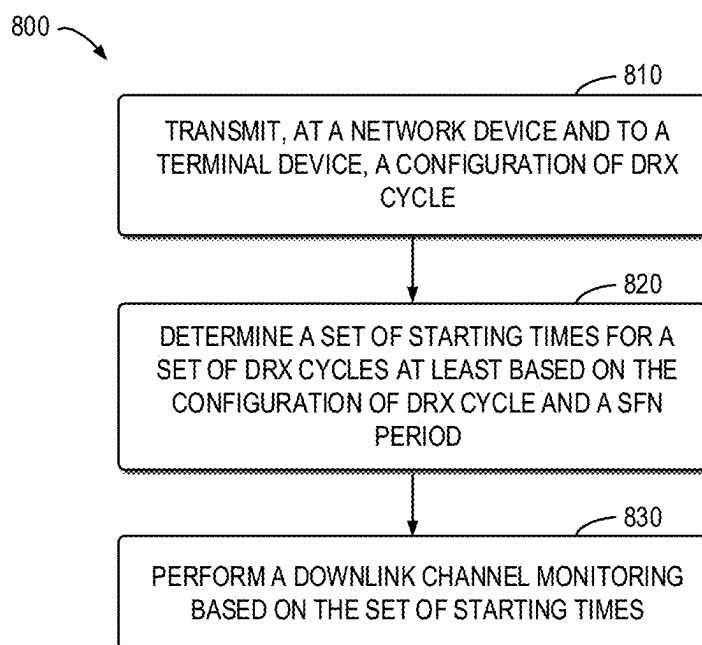 800
810
TRANSMIT, AT A NETWORK DEVICE AND TO A
TERMINAL DEVICE, A CONFIGURATION OF DRX
CYCLE
820
DETERMINE A SET OF STARTING TIMES FOR A
SET OF DRX CYCLES AT LEAST BASED ON THE
CONFIGURATION OF DRX CYCLE AND A SFN
PERIOD
830
PERFORM A DOWNLINK CHANNEL MONITORING
BASED ON THE SET OF STARTING TIMES